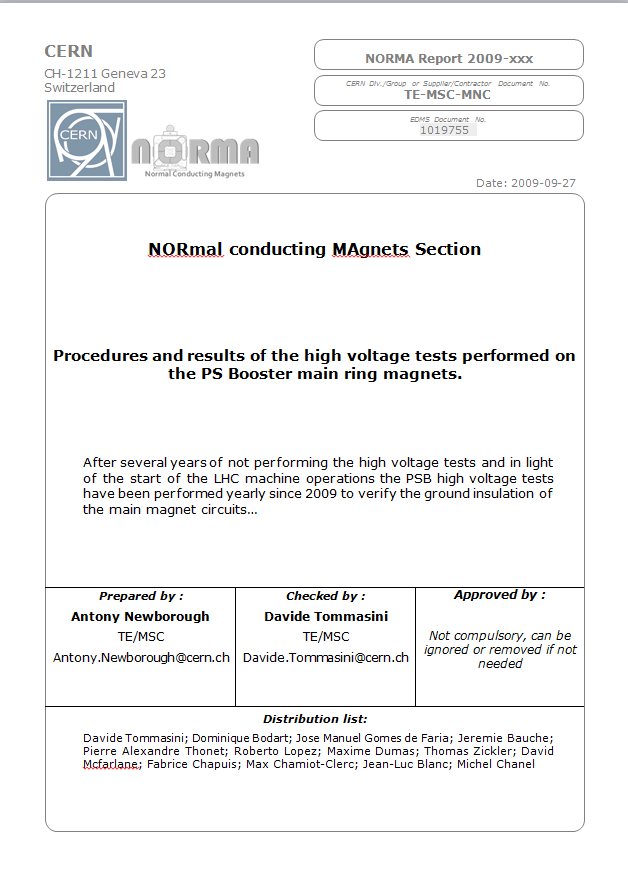 CERN
CH-1211 Geneva 23
Switzerland
CERN
NORMA
Normal Conducting Magnets
NORMA Report 2009-xxx
CERN Div./Group or Supplier/Contractor Document No.
TE-MSC-MNC
EDMS Document No.
1019755
Date: 2009-09-27
NORmal conducting MAgnets Section
Procedures and results of the high voltage tests performed on
the PS Booster main ring magnets.
After several years of not performing the high voltage tests and in light
of the start of the LHC machine operations the PSB high voltage tests
have been performed yearly since 2009 to verify the ground insulation of
the main magnet circuits…
Prepared by :
Antony Newborough
TE/MSC
Antony.Newborough@cern.ch
Checked by :
Davide Tommasini
TE/MSC
Davide.Tommasini@cern.ch
Approved by :
Not compulsory, can be
ignored or removed if not
needed
Distribution list:
Davide Tommasini; Dominique Bodart; Jose Manuel Gomes de Faria; Jeremie Bauche;
Pierre Alexandre Thonet; Roberto Lopez; Maxime Dumas; Thomas Zickler; David
Mcfarlane; Fabrice Chapuis; Max Chamiot-Clerc; Jean-Luc Blanc; Michel Chanel